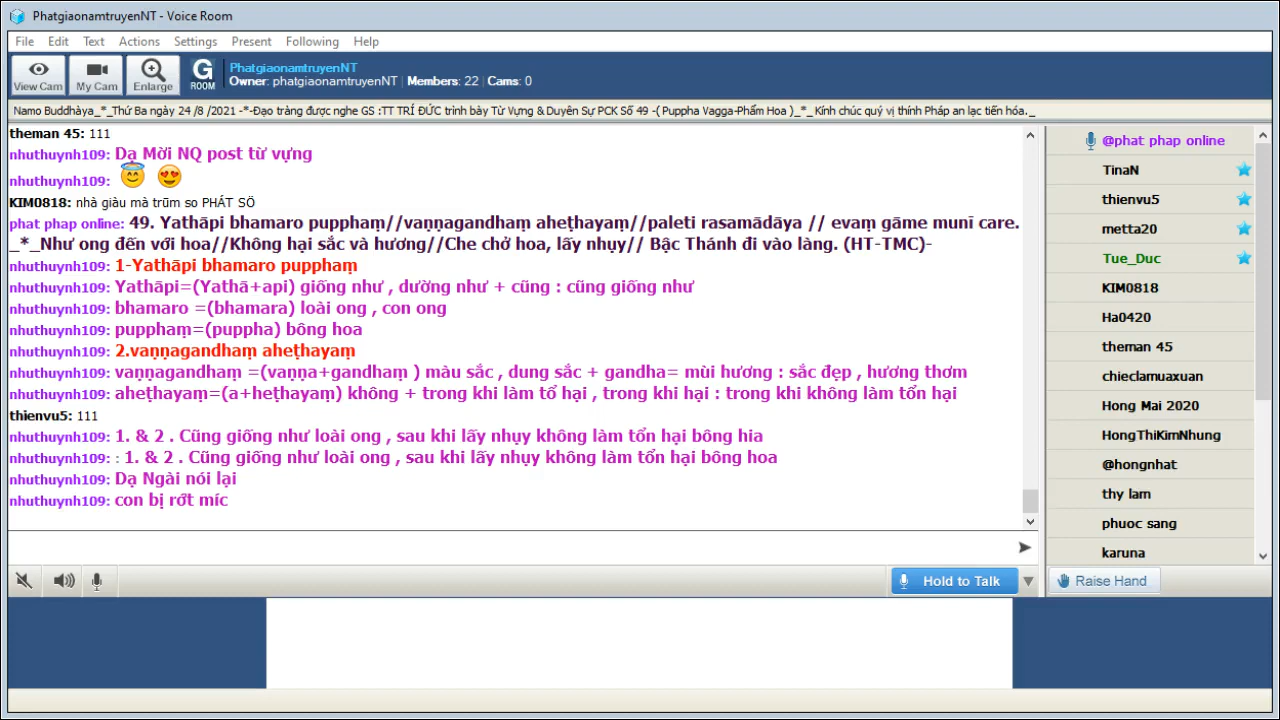 PhatgiaonamtruyenNT - Voice Room
File Edit Text Actions Settings Present Following Help
View Cam My Cam Enlarge G ROOM
PhatgiaonamtruyenNT
Owner: phatgiaonamtruyenNT | Members: 22 | Cams: 0
Namo Buddhàya_*_Thứ Ba ngày 24 /8 /2021 -*-Đạo tràng được nghe GS :TT TRÍ ĐỨC trình bày Từ Vựng & Duyên Sự PCK Số 49 -( Puppha Vagga-Phẩm Hoa )_*_Kính chúc quý vị thính Pháp an lạc tiến hóa._
theman 45: 111
nhuthuynh109: Dạ Mời NQ post từ vựng
nhuthuynh109:
KIM0818: nhà giàu mà trũm so PHÁT SÕ
phat phap online: 49. Yathāpi bhamaro pupphaṃ//vaṇṇagandhaṃ aheṭhayaṃ//paleti rasamādāya // evaṃ gāme munī care.
_*_Như ong đến với hoa//Không hại sắc và hương//Che chở hoa, lấy nhụy// Bậc Thánh đi vào làng. (HT-TMC)-
nhuthuynh109: 1-Yathāpi bhamaro pupphaṃ
nhuthuynh109: Yathāpi=(Yathā+api) giống như , dường như + cũng : cũng giống như
nhuthuynh109: bhamaro =(bhamara) loài ong , con ong
nhuthuynh109: pupphaṃ=(puppha) bông hoa
nhuthuynh109: 2.vaṇṇagandhaṃ aheṭhayaṃ
nhuthuynh109: vaṇṇagandhaṃ =(vaṇṇa+gandhaṃ ) màu sắc , dung sắc + gandha= mùi hương : sắc đẹp , hương thơm
nhuthuynh109: aheṭhayaṃ=(a+heṭhayaṃ) không + trong khi làm tổ hại , trong khi hại : trong khi không làm tổn hại
thienvu5: 111
nhuthuynh109: 1. & 2 . Cũng giống như loài ong , sau khi lấy nhụy không làm tổn hại bông hia
nhuthuynh109: : 1. & 2 . Cũng giống như loài ong , sau khi lấy nhụy không làm tổn hại bông hoa
nhuthuynh109: Dạ Ngài nói lại
nhuthuynh109: con bị rớt míc
@phat phap online
TinaN
thienvu5
metta20
Tue_Duc
KIM0818
Ha0420
theman 45
chieclamuaxuan
Hong Mai 2020
HongThiKimNhung
@hongnhat
thy lam
phuoc sang
karuna
Hold to Talk
Raise Hand